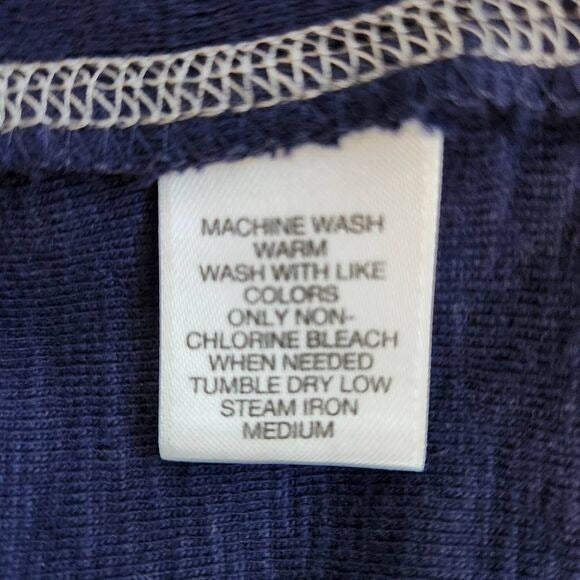 MACHINE WASH
WARM
WASH WITH LIKE
COLORS
ONLY NON-
CHLORINE BLEACH
WHEN NEEDED
TUMBLE DRY LOW
STEAM IRON
MEDIUM